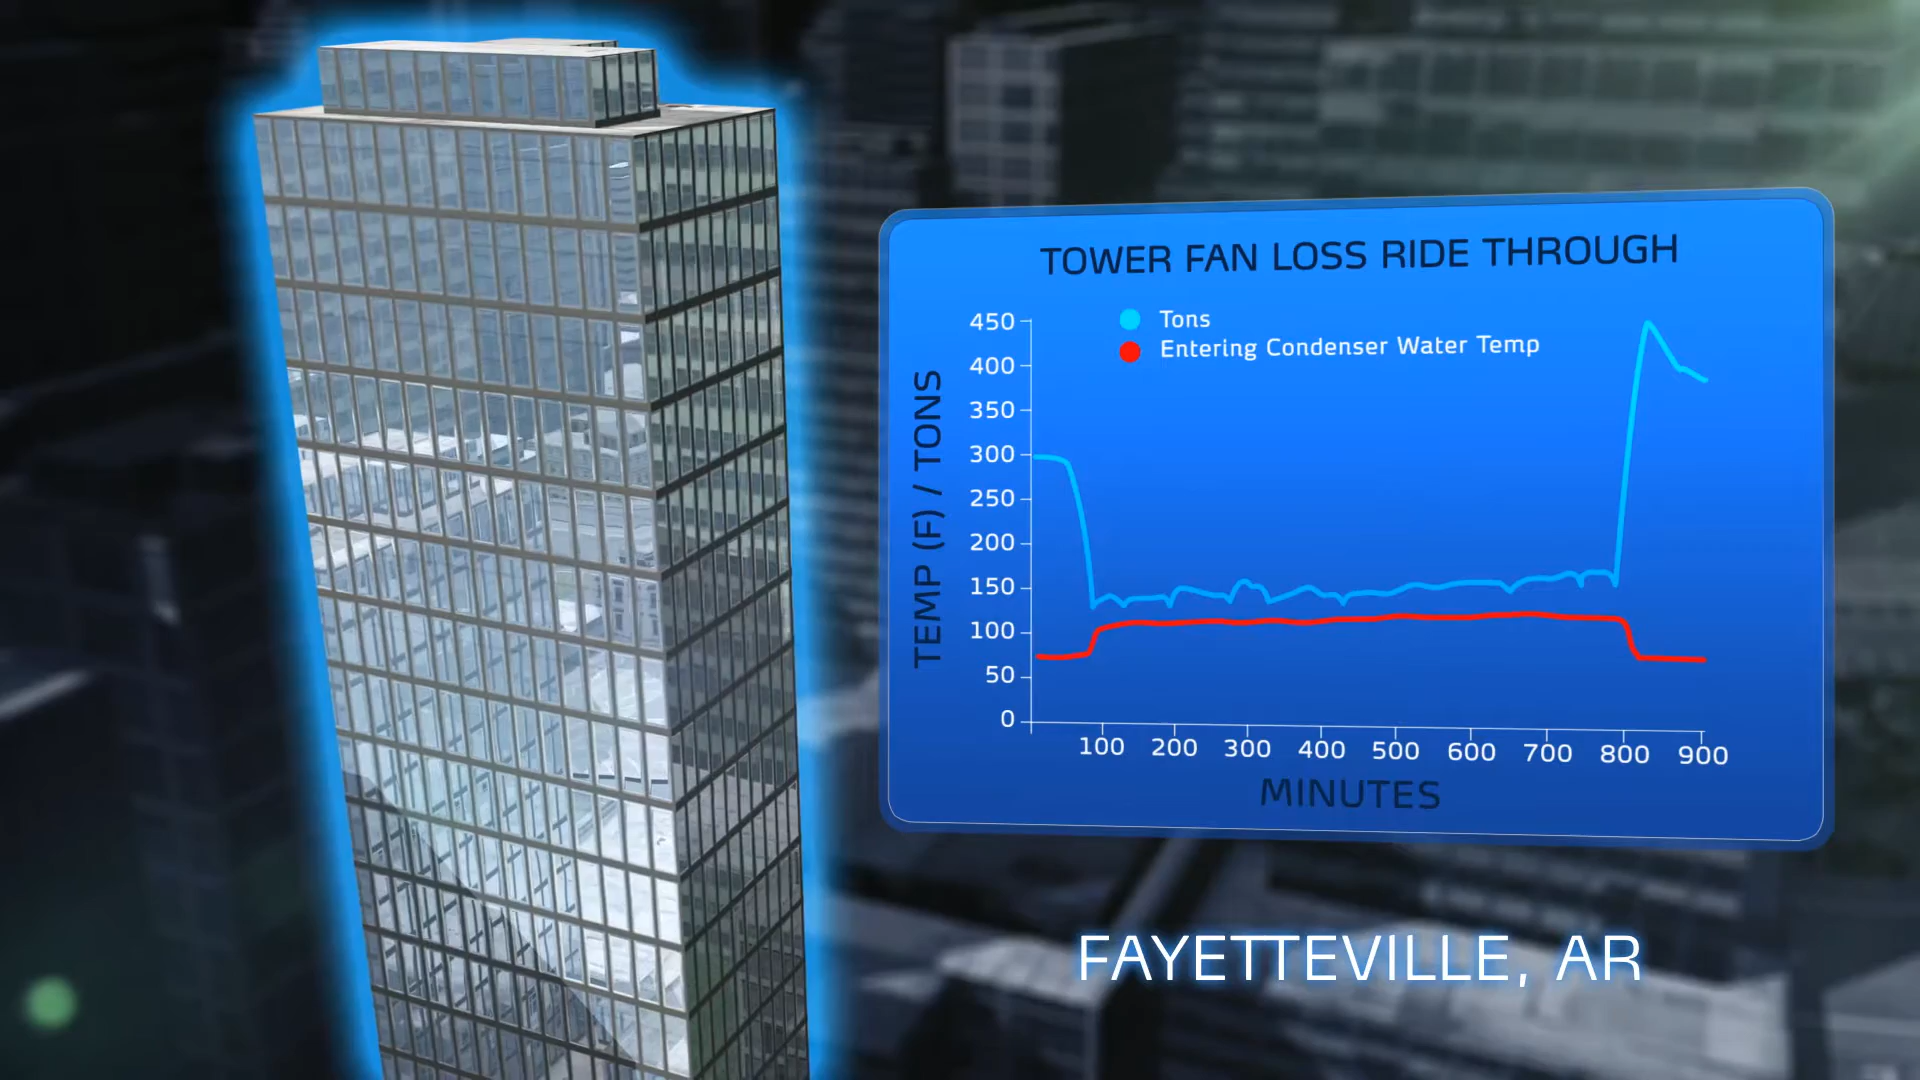 TOWER FAN LOSS RIDE THROUGH
Tons
Entering Condenser Water Temp
TEMP (F) / TONS
450
400
350
300
250
200
150
100
50
0
100 200 300 400 500 600 700 800 900
MINUTES
FAYETTEVILLE, AR